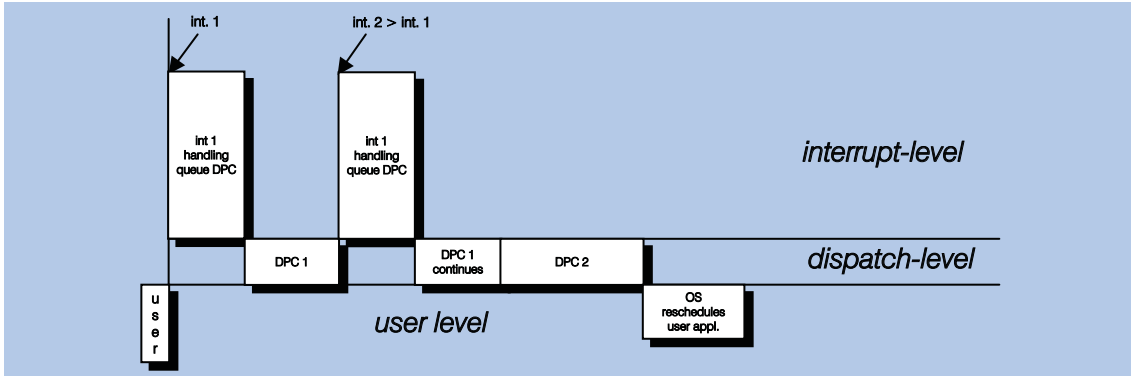 int. 1
int. 2 > int. 1
int 1
handling
queue DPC
int 1
handling
queue DPC
interrupt-level
DPC 1
DPC 1
continues
DPC 2
dispatch-level
u
s
e
r
user level
OS
reschedules
user appl.